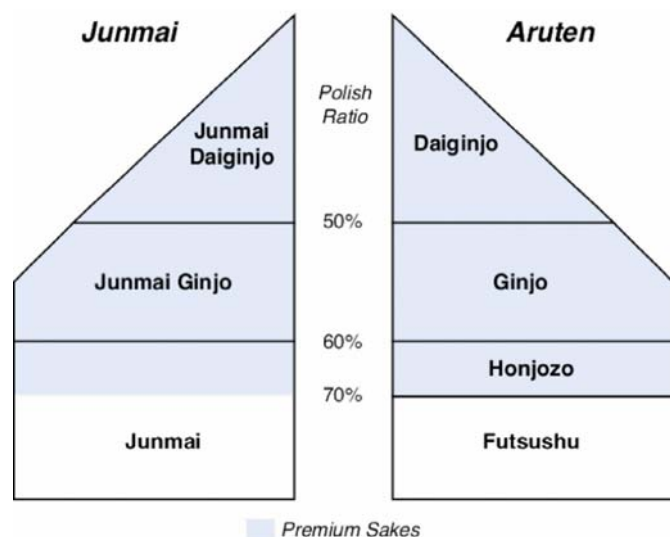 Junmai
Aruten
Polish
Ratio
Junmai
Daiginjo
Daiginjo
50%
Junmai Ginjo
Ginjo
60%
Honjozo
70%
Junmai
Futsushu
Premium Sakes